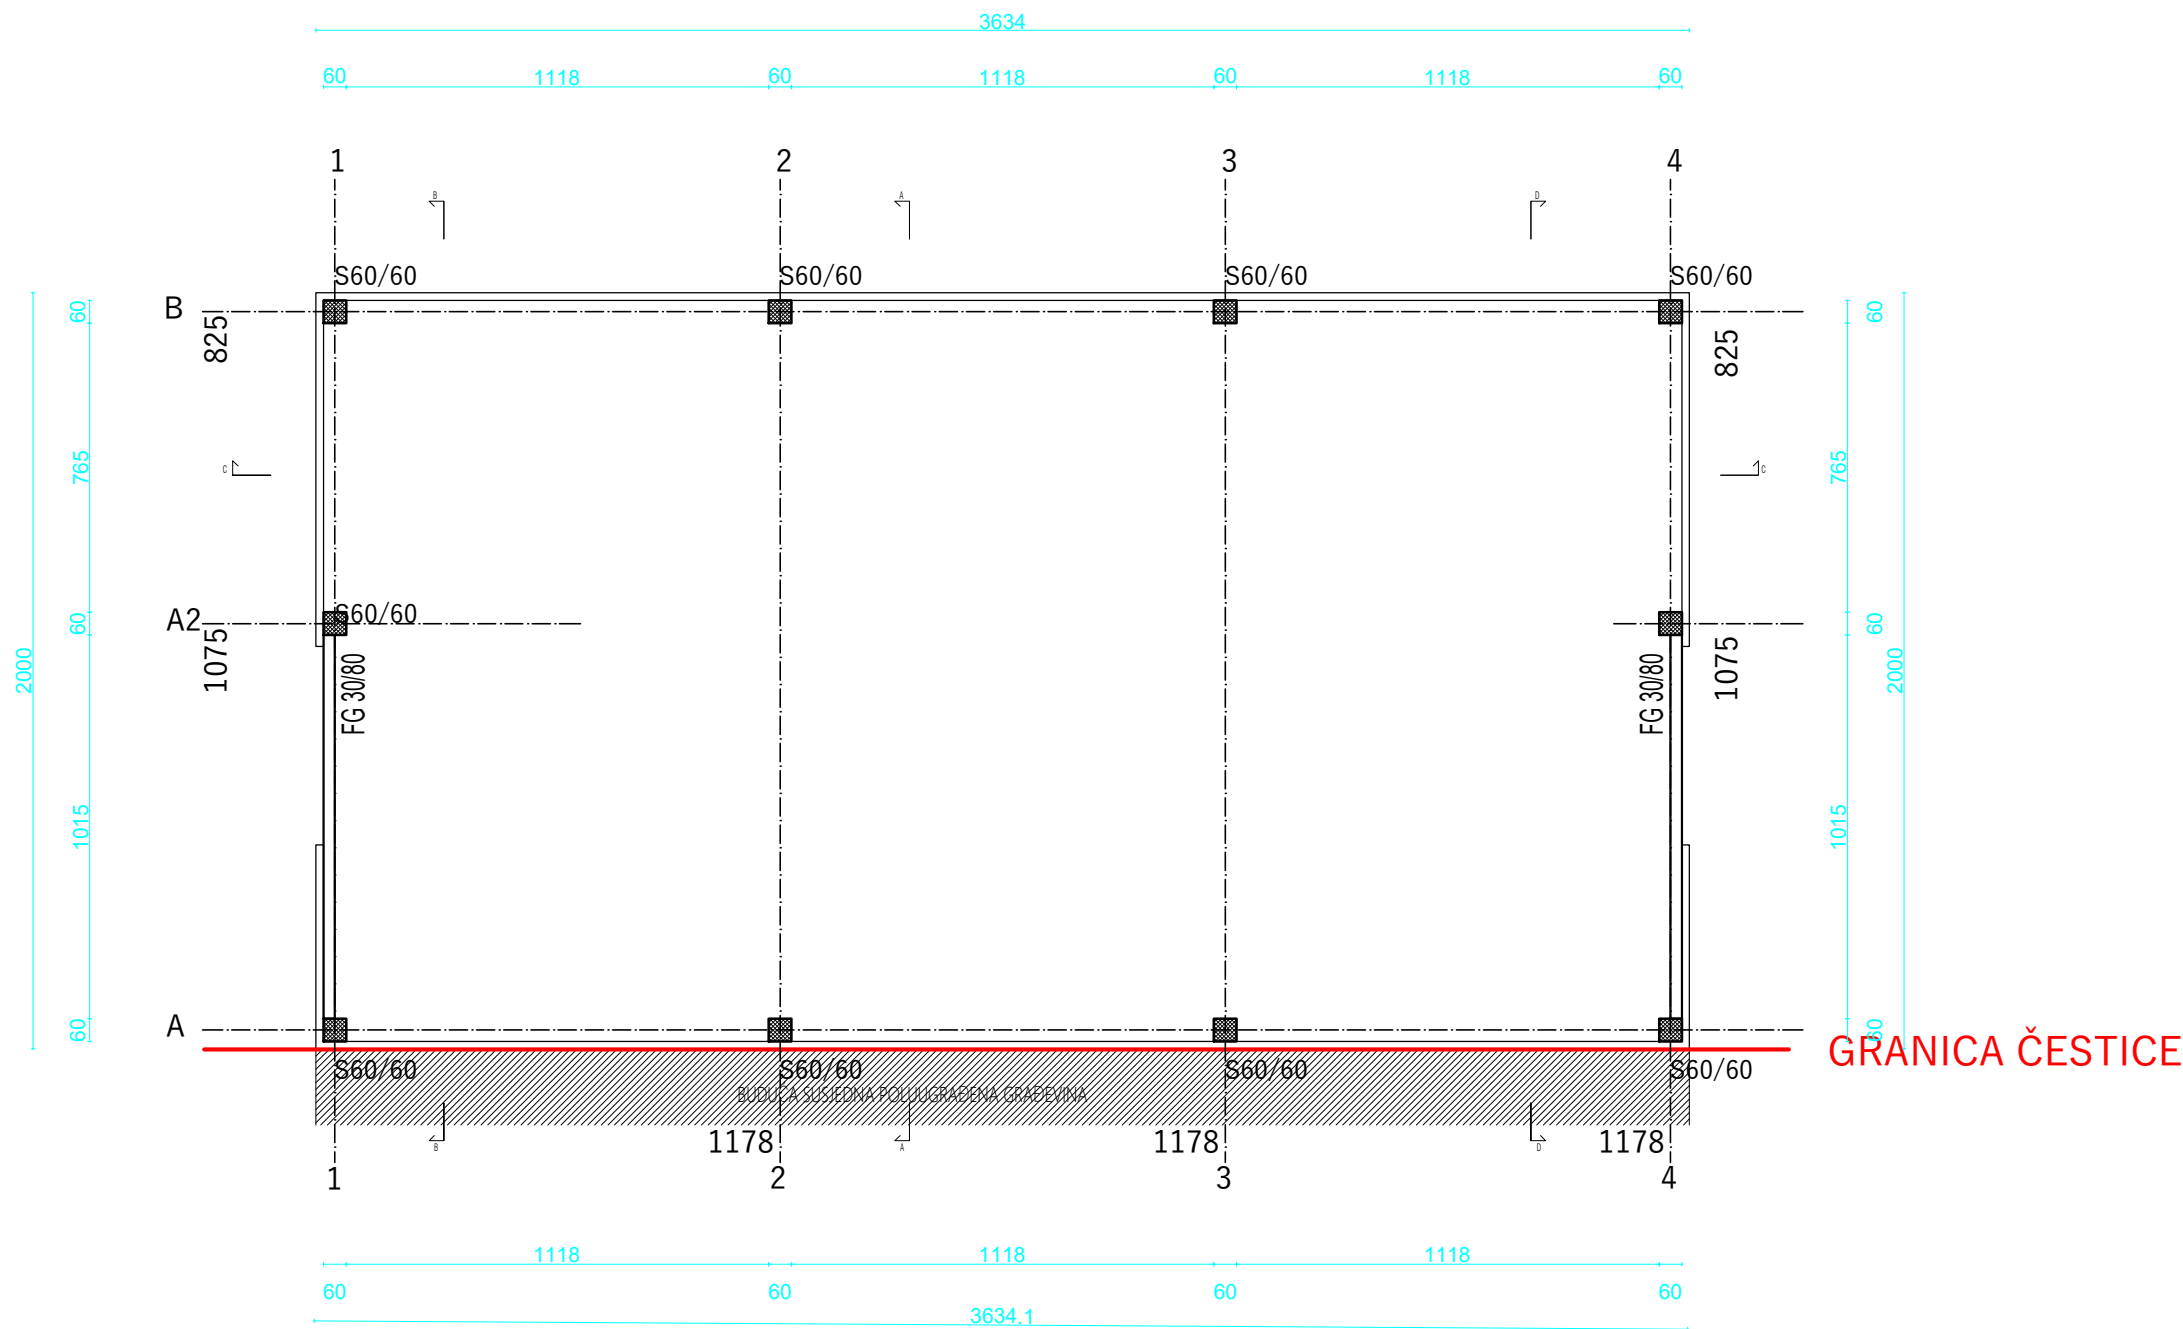 3634
60 1118 60 1118 60 1118 60
1 2 3 4
B A D
S60/60 S60/60 S60/60 S60/60
B
60 825 825 60
765 765
C C
A2 S60/60
60 60
1075 FG 30/80 FG 30/80 1075
2000 2000
1015 1015
A
60 60
GRANICA ČESTICE
S60/60 S60/60 S60/60 S60/60
BUDUĆA SUSJEDNA POLUUGRAĐENA GRAĐEVINA
1178 1178 1178
B A D
1 2 3 4
1118 1118 1118
60 60 60 60
3634.1